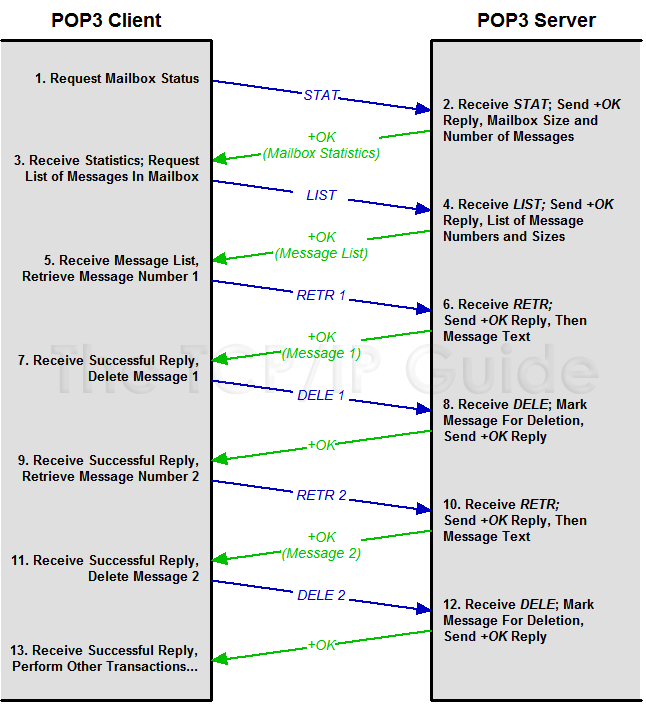 POP3 Client
POP3 Server
1. Request Mailbox Status
STAT
2. Receive STAT; Send +OK
Reply, Mailbox Size and
Number of Messages
+OK
(Mailbox Statistics)
3. Receive Statistics; Request
List of Messages In Mailbox
LIST
4. Receive LIST; Send +OK
Reply, List of Message
Numbers and Sizes
+OK
(Message List)
5. Receive Message List,
Retrieve Message Number 1
RETR 1
6. Receive RETR;
Send +OK Reply, Then
Message Text
+OK
(Message 1)
7. Receive Successful Reply,
Delete Message 1
The TCP/IP Guide
DELE 1
8. Receive DELE; Mark
Message For Deletion,
Send +OK Reply
+OK
9. Receive Successful Reply,
Retrieve Message Number 2
RETR 2
10. Receive RETR;
Send +OK Reply, Then
Message Text
+OK
(Message 2)
11. Receive Successful Reply,
Delete Message 2
DELE 2
12. Receive DELE; Mark
Message For Deletion,
Send +OK Reply
+OK
13. Receive Successful Reply,
Perform Other Transactions...